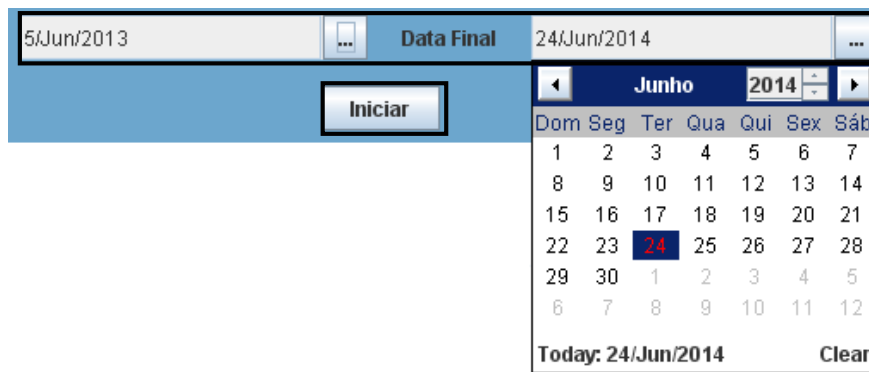 5/Jun/2013 ... Data Final 24/Jun/2014 ...
Iniciar
Junho 2014
Dom Seg Ter Qua Qui Sex Sáb
1 2 3 4 5 6 7
8 9 10 11 12 13 14
15 16 17 18 19 20 21
22 23 24 25 26 27 28
29 30 1 2 3 4 5
6 7 8 9 10 11 12
Today: 24/Jun/2014 Clear